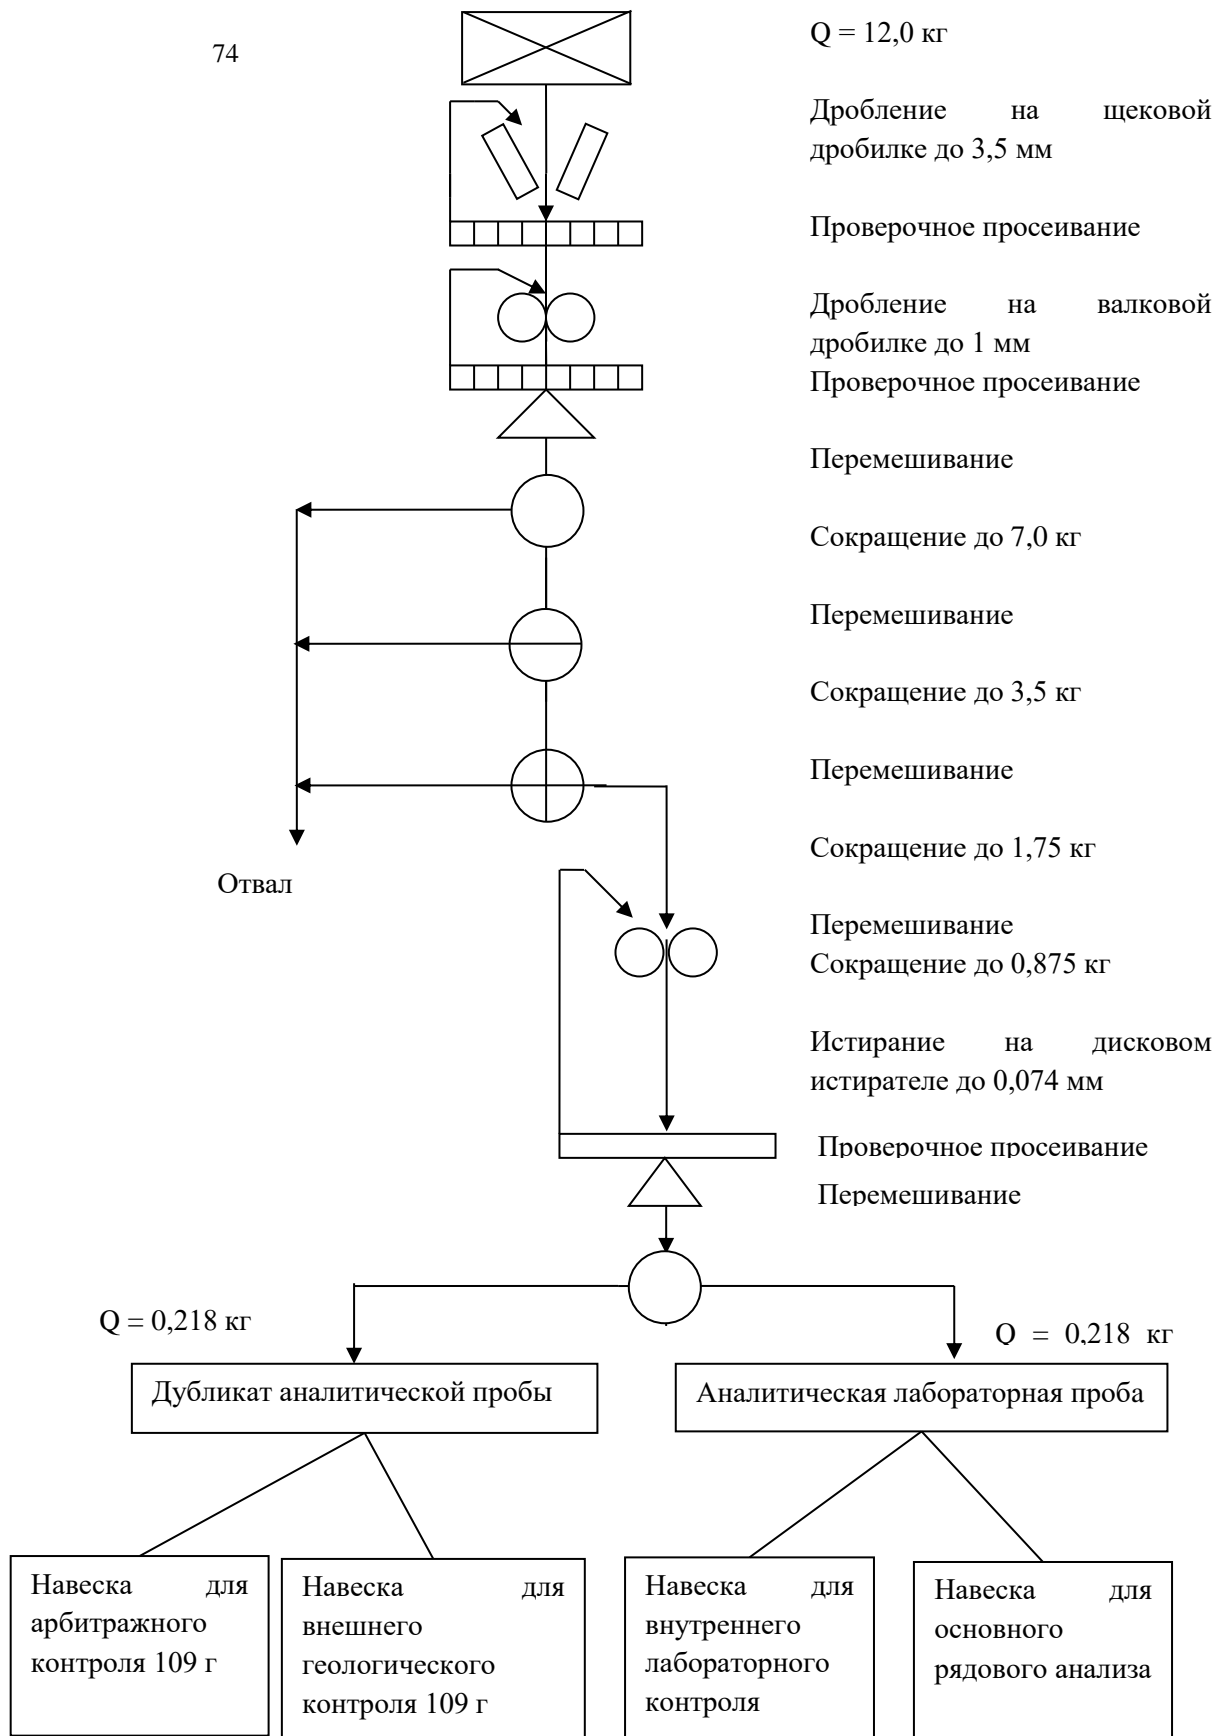 74
Q = 12,0 кг
Дробление на щековой
дробилке до 3,5 мм
Проверочное просеивание
Дробление на валковой
дробилке до 1 мм
Проверочное просеивание
Перемешивание
Сокращение до 7,0 кг
Перемешивание
Сокращение до 3,5 кг
Перемешивание
Сокращение до 1,75 кг
Отвал
Перемешивание
Сокращение до 0,875 кг
Истирание на дисковом
истирателе до 0,074 мм
Проверочное просеивание
Перемешивание
Q = 0,218 кг
Q = 0,218 кг
Дубликат аналитической пробы
Аналитическая лабораторная проба
Навеска для
арбитражного
контроля 109 г
Навеска для
внешнего
геологического
контроля 109 г
Навеска для
внутреннего
лабораторного
контроля
Навеска для
основного
рядового анализа